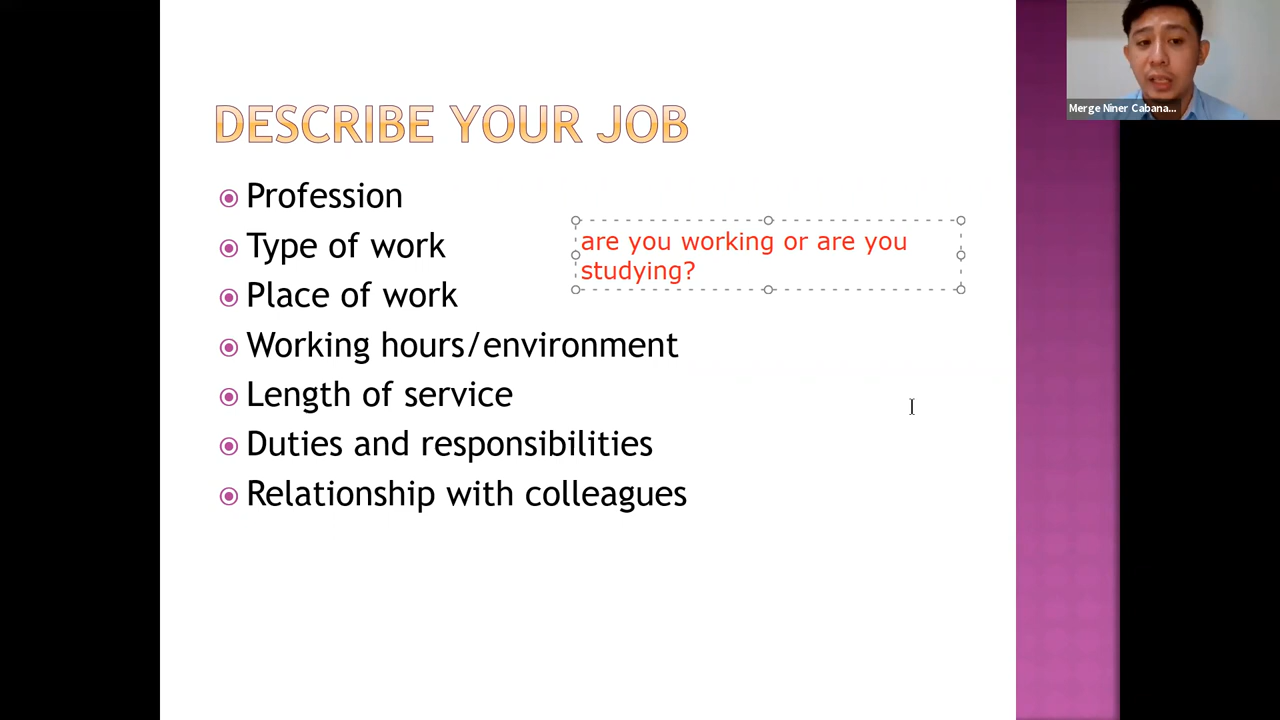 DESCRIBE YOUR JOB
Profession
Type of work
Place of work
Working hours/environment
Length of service
Duties and responsibilities
Relationship with colleagues
are you working or are you
studying?
Merge Niner Cabana...